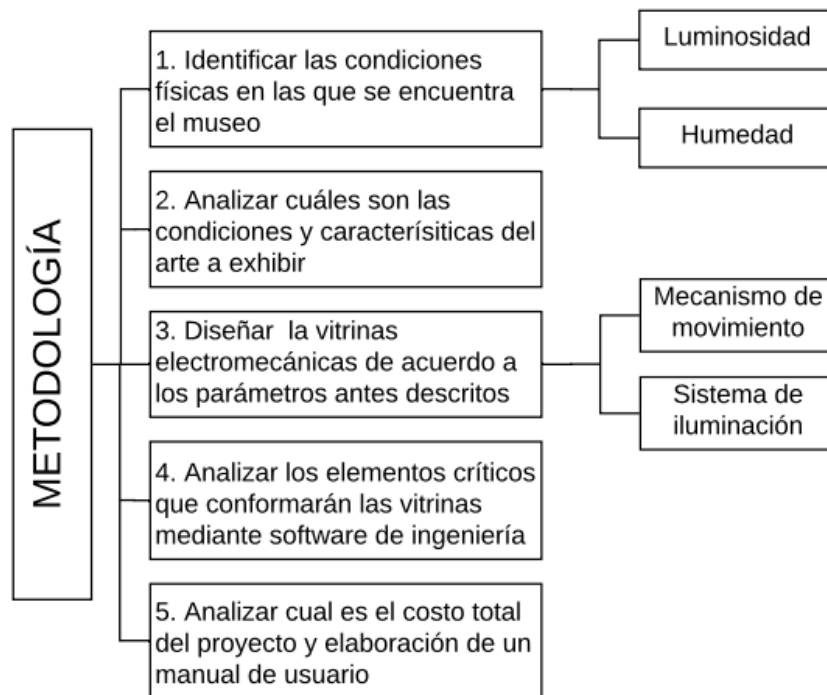 METODOLOGÍA
1. Identificar las condiciones
físicas en las que se encuentra
el museo
Luminosidad
Humedad
2. Analizar cuáles son las
condiciones y caracterísiticas del
arte a exhibir
3. Diseñar la vitrinas
electromecánicas de acuerdo a
los parámetros antes descritos
Mecanismo de
movimiento
Sistema de
iluminación
4. Analizar los elementos críticos
que conformarán las vitrinas
mediante software de ingeniería
5. Analizar cual es el costo total
del proyecto y elaboración de un
manual de usuario